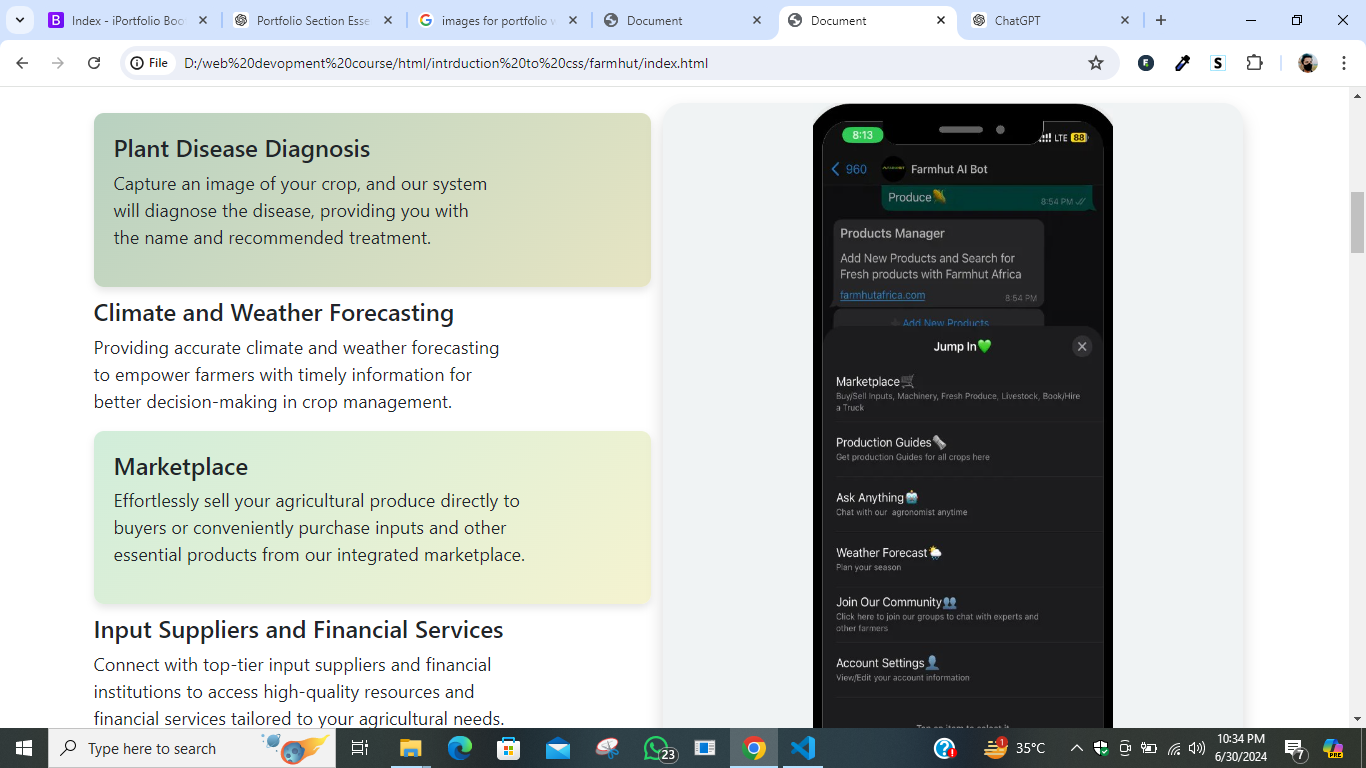 Index - iPortfolio Boo
Portfolio Section Esse
images for portfolio w
Document
Document
ChatGPT
File
D:/web%20devopment%20course/html/intrduction%20to%20css/farmhut/index.html
Plant Disease Diagnosis
Capture an image of your crop, and our system
will diagnose the disease, providing you with
the name and recommended treatment.
Climate and Weather Forecasting
Providing accurate climate and weather forecasting
to empower farmers with timely information for
better decision-making in crop management.
Marketplace
Effortlessly sell your agricultural produce directly to
buyers or conveniently purchase inputs and other
essential products from our integrated marketplace.
Input Suppliers and Financial Services
Connect with top-tier input suppliers and financial
institutions to access high-quality resources and
financial services tailored to your agricultural needs.
8:13
LTE 88
960
Farmhut AI Bot
Produce🌽
8:54 PM
Products Manager
Add New Products and Search for
Fresh products with Farmhut Africa
farmhutafrica.com
8:54 PM
Add New Products
Jump In💚
Marketplace🛒
Buy/Sell Inputs, Machinery, Fresh Produce, Livestock, Book/Hire
a Truck
Production Guides🗞️
Get production Guides for all crops here
Ask Anything🤖
Chat with our agronomist anytime
Weather Forecast🌦️
Plan your season
Join Our Community👥
Click here to join our groups to chat with experts and
other farmers
Account Settings👤
View/Edit your account information
Tap an item to select it
Type here to search
23
1
35°C
10:34 PM
6/30/2024
7
PRE